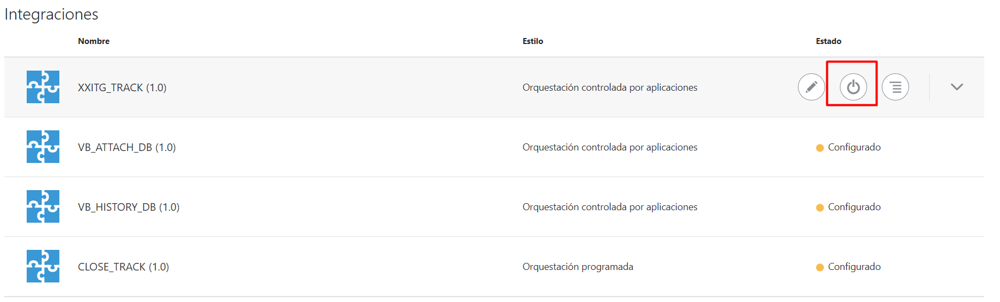 Integraciones
Nombre Estilo Estado
XXITG_TRACK (1.0) Orquestación controlada por aplicaciones
VB_ATTACH_DB (1.0) Orquestación controlada por aplicaciones Configurado
VB_HISTORY_DB (1.0) Orquestación controlada por aplicaciones Configurado
CLOSE_TRACK (1.0) Orquestación programada Configurado